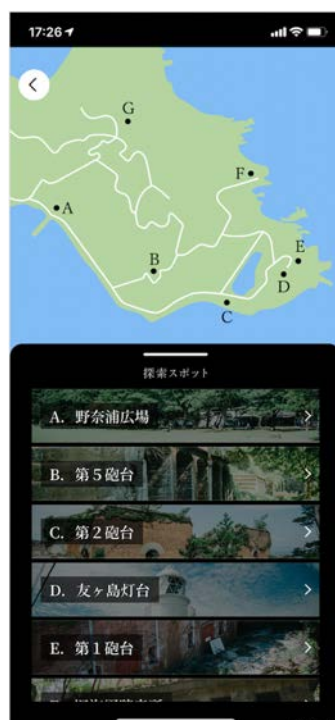 17:26
G
F
A
E
B
D
C
探索スポット
A. 野奈浦広場
B. 第5砲台
C. 第2砲台
D. 友ヶ島灯台
E. 第1砲台